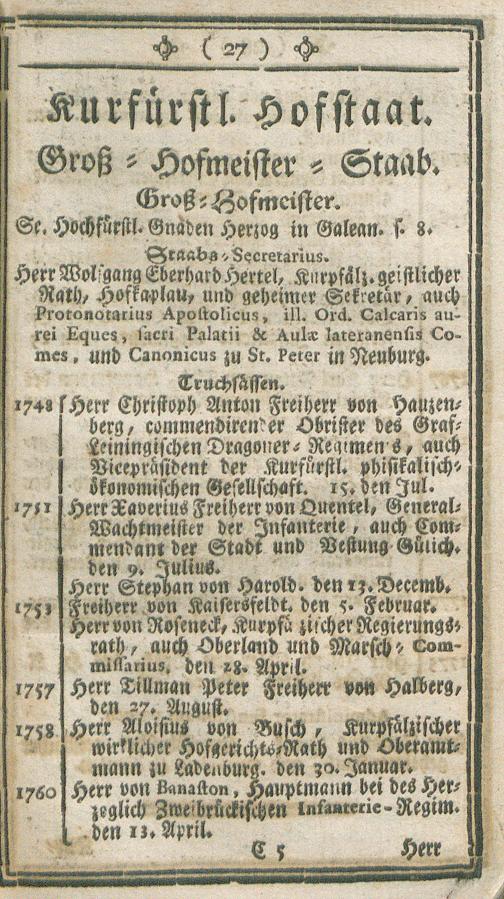 ( 27 )
Kurfürstl. Hofstaat.
Groß-Hofmeister-Staab.
Groß-Hofmeister.
Se. Hochfürstl. Gnaden Herzog in Galean. s. 8.
Staabs-Secretarius.
Herr Wolfgang Eberhard Hertel, Kurpfälz. geistlicher
Rath, Hofkaplan, und geheimer Sekretär, auch
Protonotarius Apostolicus, ill. Ord. Calcaris au-
rei Eques, sacri Palatii & Aulæ lateranensis Co-
mes, und Canonicus zu St. Peter in Neuburg.
Truchsässen.
1748 Herr Christoph Anton Freiherr von Hauzen-
berg, commendirender Obrister des Graf-
Leiningischen Dragoner-Regimen s, auch
Vicepräsident der Kurfürstl. phisikalisch-
ökonomischen Gesellschaft. 15. den Jul.
1751 Herr Xaverius Freiherr von Quentel, General-
Wachtmeister der Infanterie, auch Com-
mendant der Stadt und Vestung Gülich.
den 9. Julius.
Herr Stephan von Harold. den 13. Decemb.
1753 Freiherr von Kaisersfeldt. den 5. Februar.
Herr von Roseneck, Kurpfä zischer Regierungs-
rath, auch Oberland und Marsch-Com-
missarius. den 28. April.
1757 Herr Tillman Peter Freiherr von Halberg,
den 27. August.
1758 Herr Aloisius von Busch, Kurpfälzischer
wirklicher Hofgerichts-Rath und Oberamt-
mann zu Ladenburg. den 30. Januar.
1760 Herr von Banaston, Hauptmann bei des Her-
zoglich Zweibrückischen Infanterie-Regim.
den 13. April.
C 5 Herr